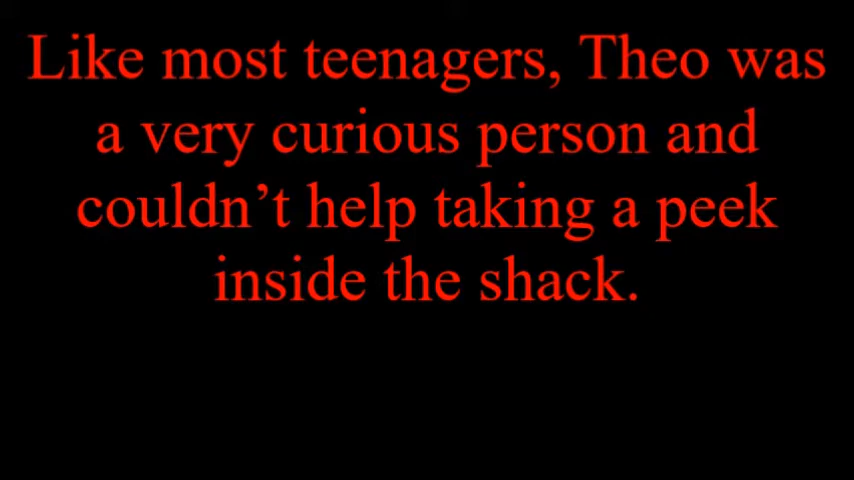 Like most teenagers, Theo was
a very curious person and
couldn’t help taking a peek
inside the shack.